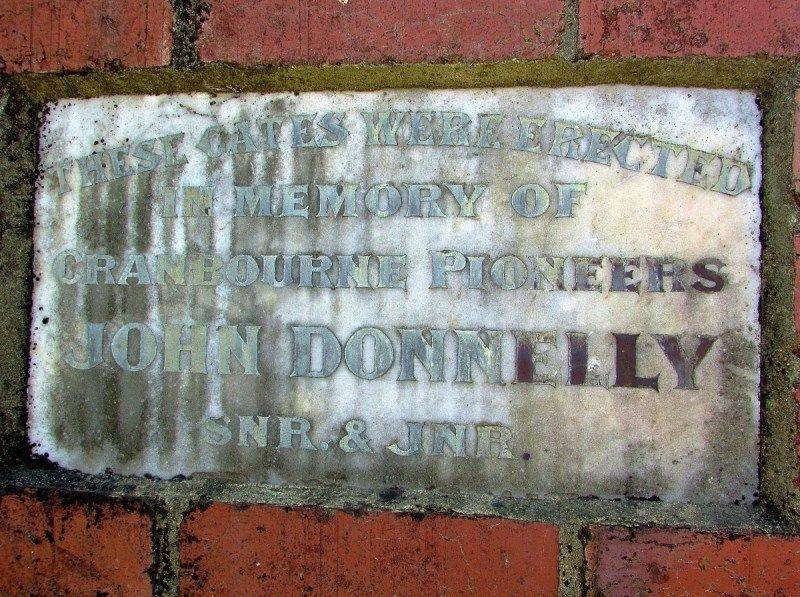 THESE GATES WERE ERECTED
IN MEMORY OF
CRANBOURNE PIONEERS
JOHN DONNELLY
SNR. & JNR.